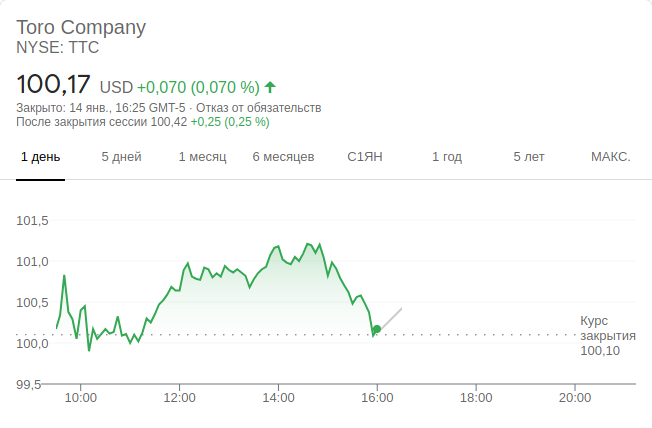 Toro Company
NYSE: TTC
100,17 USD +0,070 (0,070 %)
Закрыто: 14 янв., 16:25 GMT-5 · Отказ от обязательств
После закрытия сессии 100,42 +0,25 (0,25 %)
1 день 5 дней 1 месяц 6 месяцев С1ЯН 1 год 5 лет МАКС.
101,5
101,0
100,5
100,0
99,5
Курс
закрытия
100,10
10:00 12:00 14:00 16:00 18:00 20:00